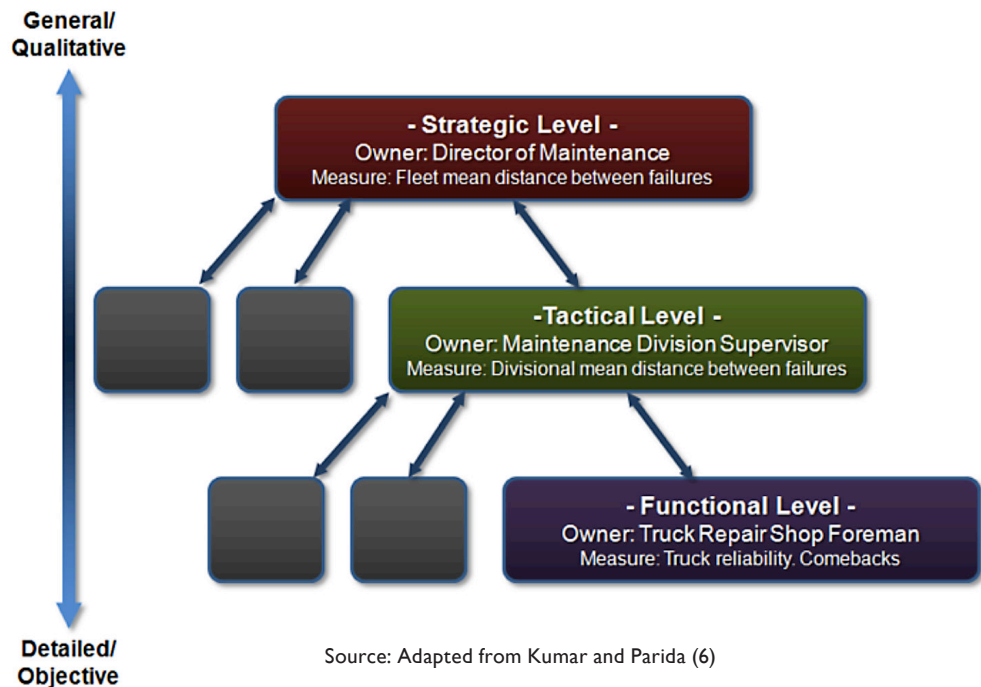 General/
Qualitative
- Strategic Level -
Owner: Director of Maintenance
Measure: Fleet mean distance between failures
-Tactical Level -
Owner: Maintenance Division Supervisor
Measure: Divisional mean distance between failures
- Functional Level -
Owner: Truck Repair Shop Foreman
Measure: Truck reliability. Comebacks
Detailed/
Objective
Source: Adapted from Kumar and Parida (6)